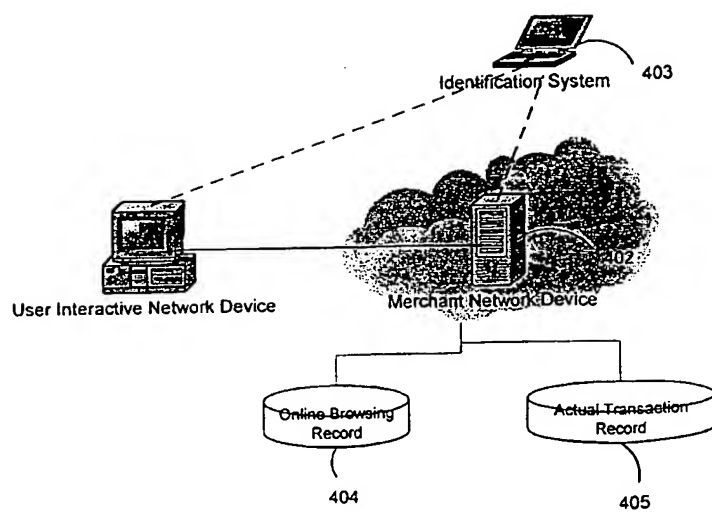 403
Identification System
402
User Interactive Network Device
Merchant Network Device
Online Browsing
Record
Actual Transaction
Record
404
405